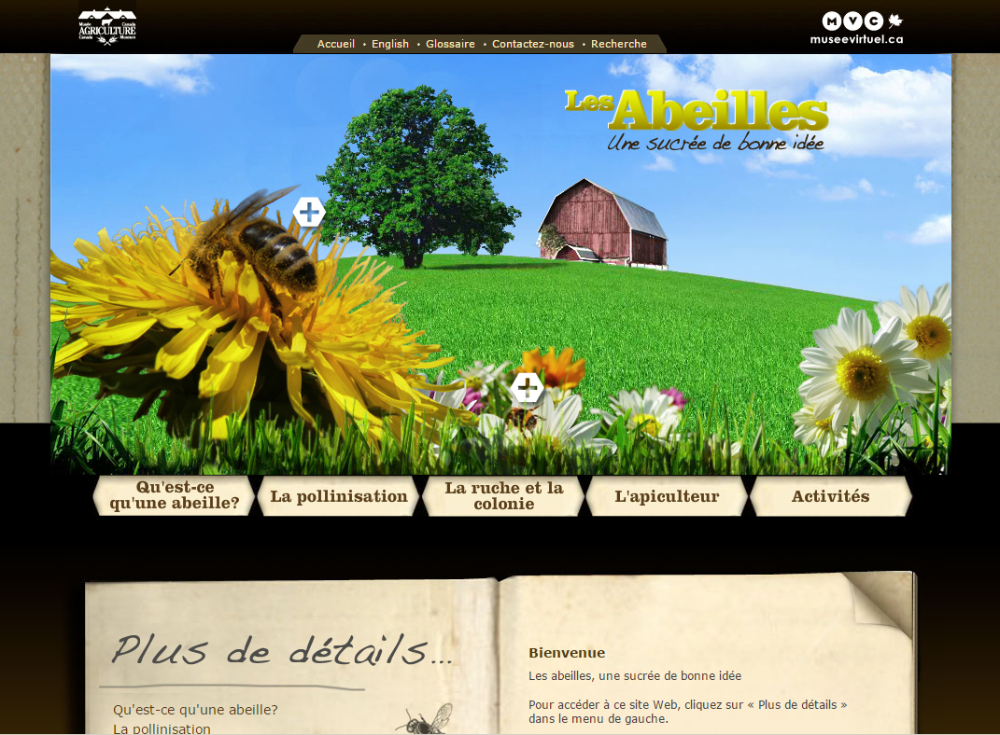 Musée Canada
AGRICULTURE
Canada Museum
MVC
museevirtuel.ca
Accueil • English • Glossaire • Contactez-nous • Recherche
Les Abeilles
Une sucrée de bonne idée
Qu'est-ce
qu'une abeille?
La pollinisation
La ruche et la
colonie
L'apiculteur
Activités
Plus de détails...
Qu'est-ce qu'une abeille?
La pollinisation
Bienvenue
Les abeilles, une sucrée de bonne idée
Pour accéder à ce site Web, cliquez sur « Plus de détails »
dans le menu de gauche.